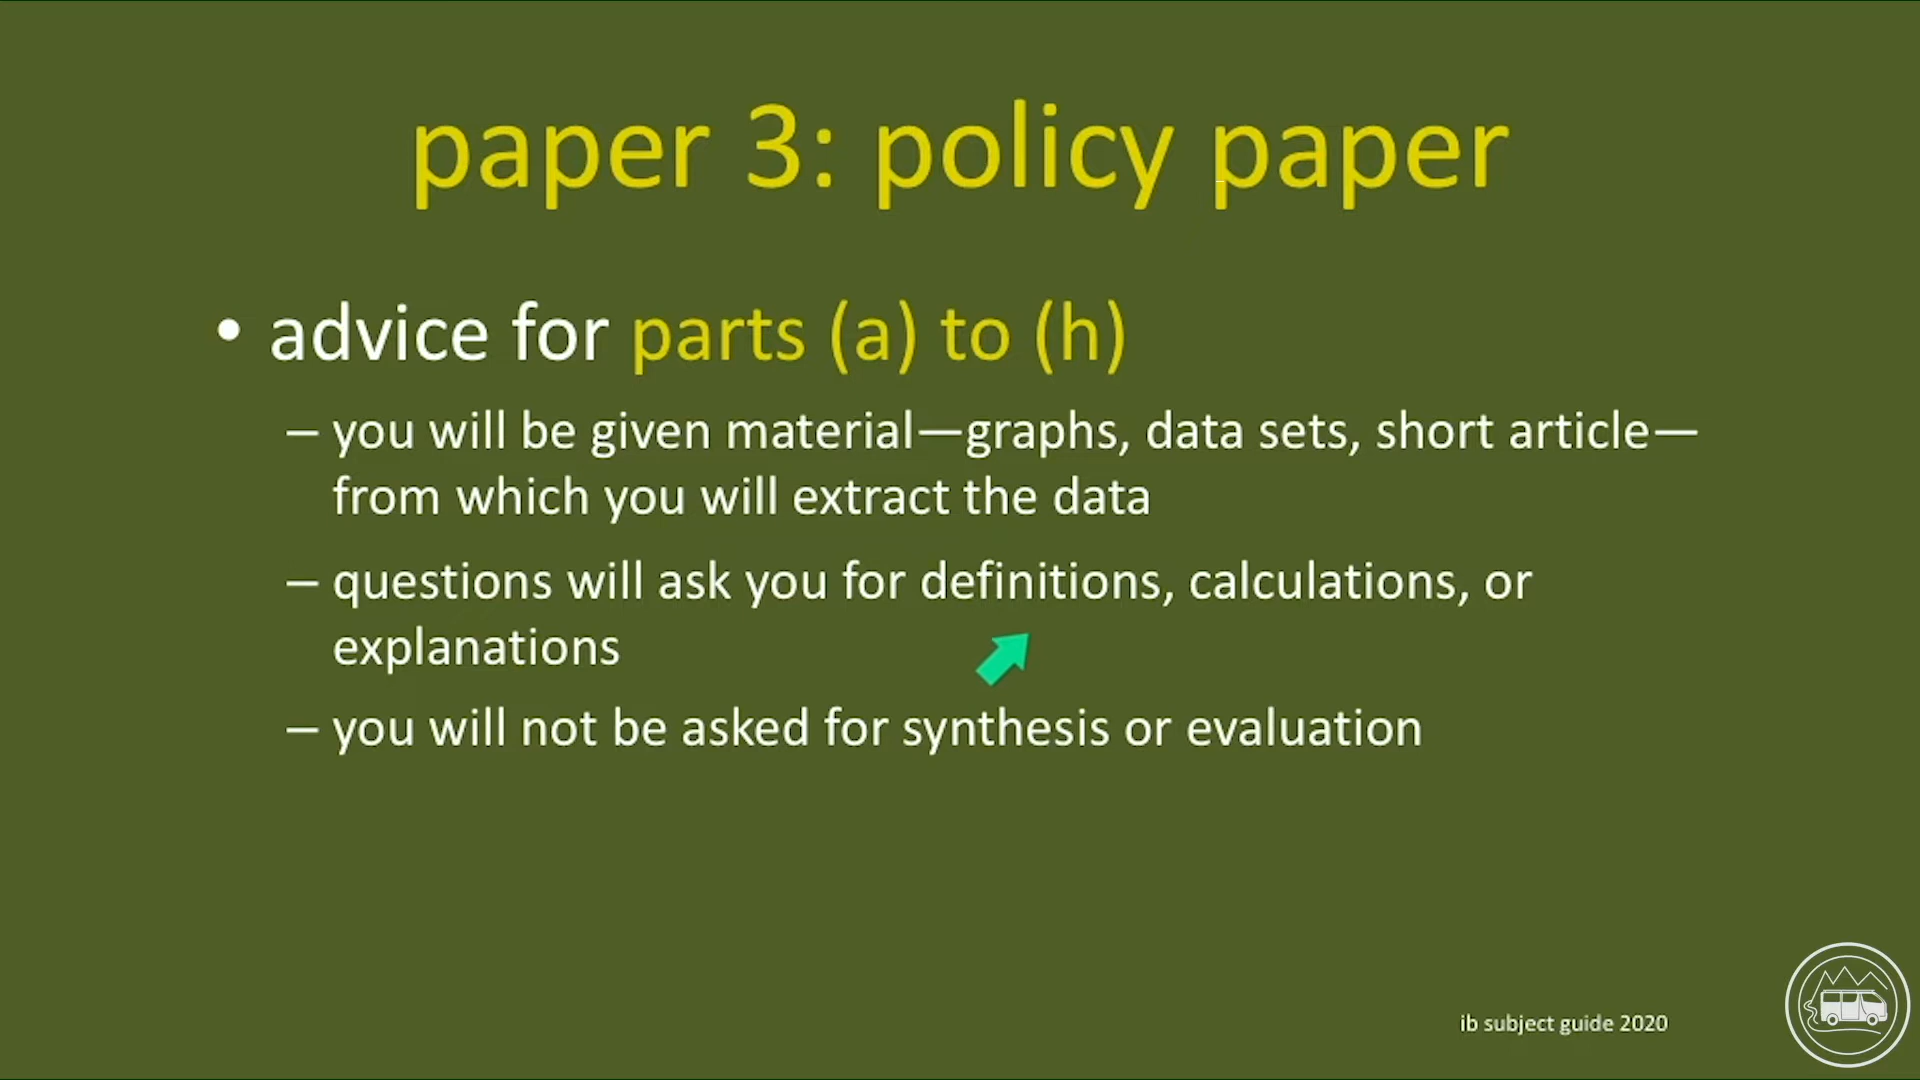 paper 3: policy paper
• advice for parts (a) to (h)
– you will be given material—graphs, data sets, short article—
from which you will extract the data
– questions will ask you for definitions, calculations, or
explanations
– you will not be asked for synthesis or evaluation
ib subject guide 2020